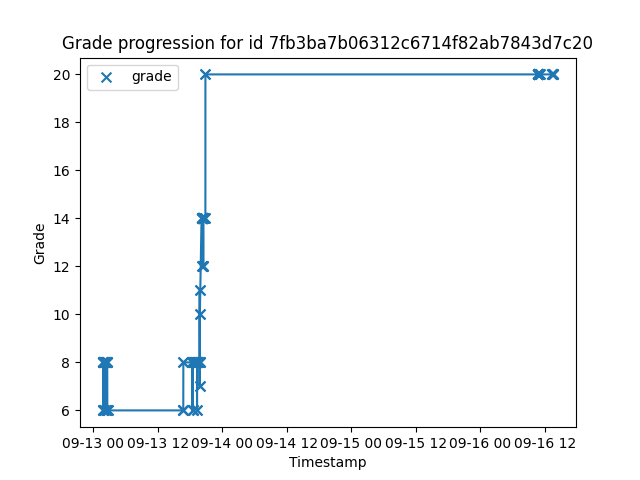 Grade progression for id 7fb3ba7b06312c6714f82ab7843d7c20
grade
20
18
16
14
12
10
8
6
Grade
09-13 00 09-13 12 09-14 00 09-14 12 09-15 00 09-15 12 09-16 00 09-16 12
Timestamp